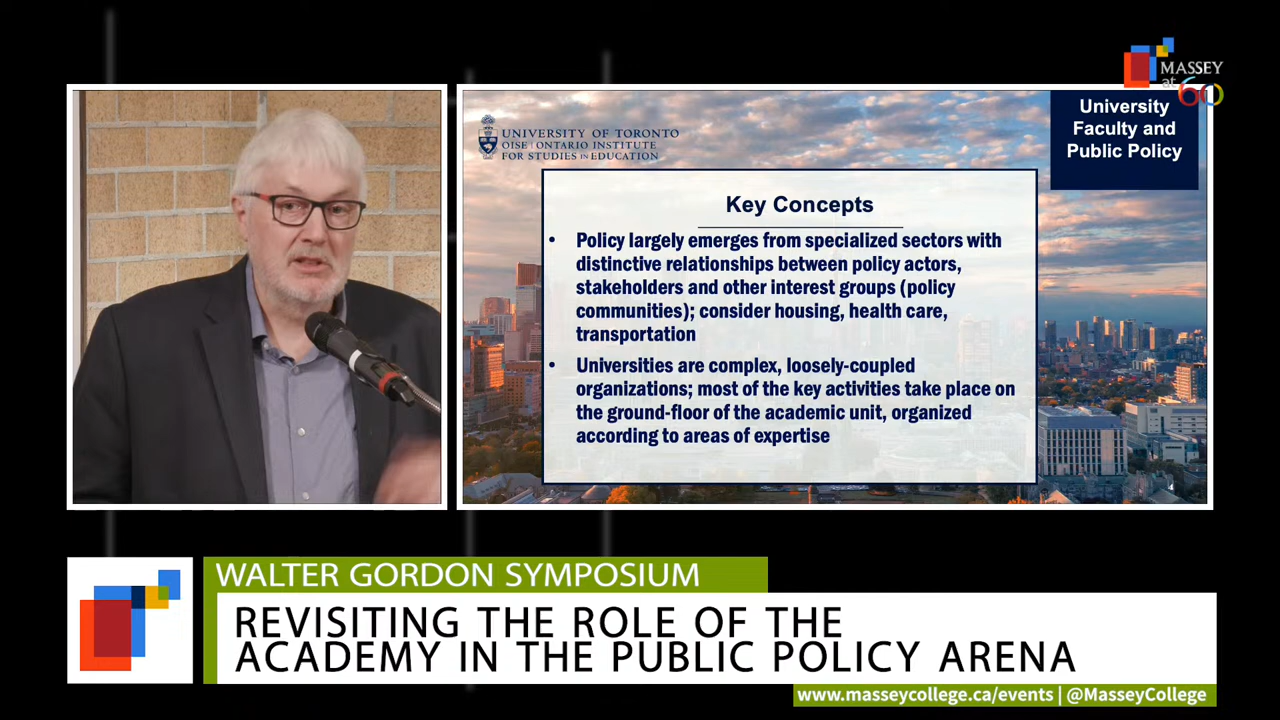 MASSEY
at 60
University
Faculty and
Public Policy
UNIVERSITY OF TORONTO
OISE | ONTARIO INSTITUTE
FOR STUDIES IN EDUCATION
Key Concepts
• Policy largely emerges from specialized sectors with
distinctive relationships between policy actors,
stakeholders and other interest groups (policy
communities); consider housing, health care,
transportation
• Universities are complex, loosely-coupled
organizations; most of the key activities take place on
the ground-floor of the academic unit, organized
according to areas of expertise
4
WALTER GORDON SYMPOSIUM
REVISITING THE ROLE OF THE
ACADEMY IN THE PUBLIC POLICY ARENA
www.masseycollege.ca/events | @MasseyCollege